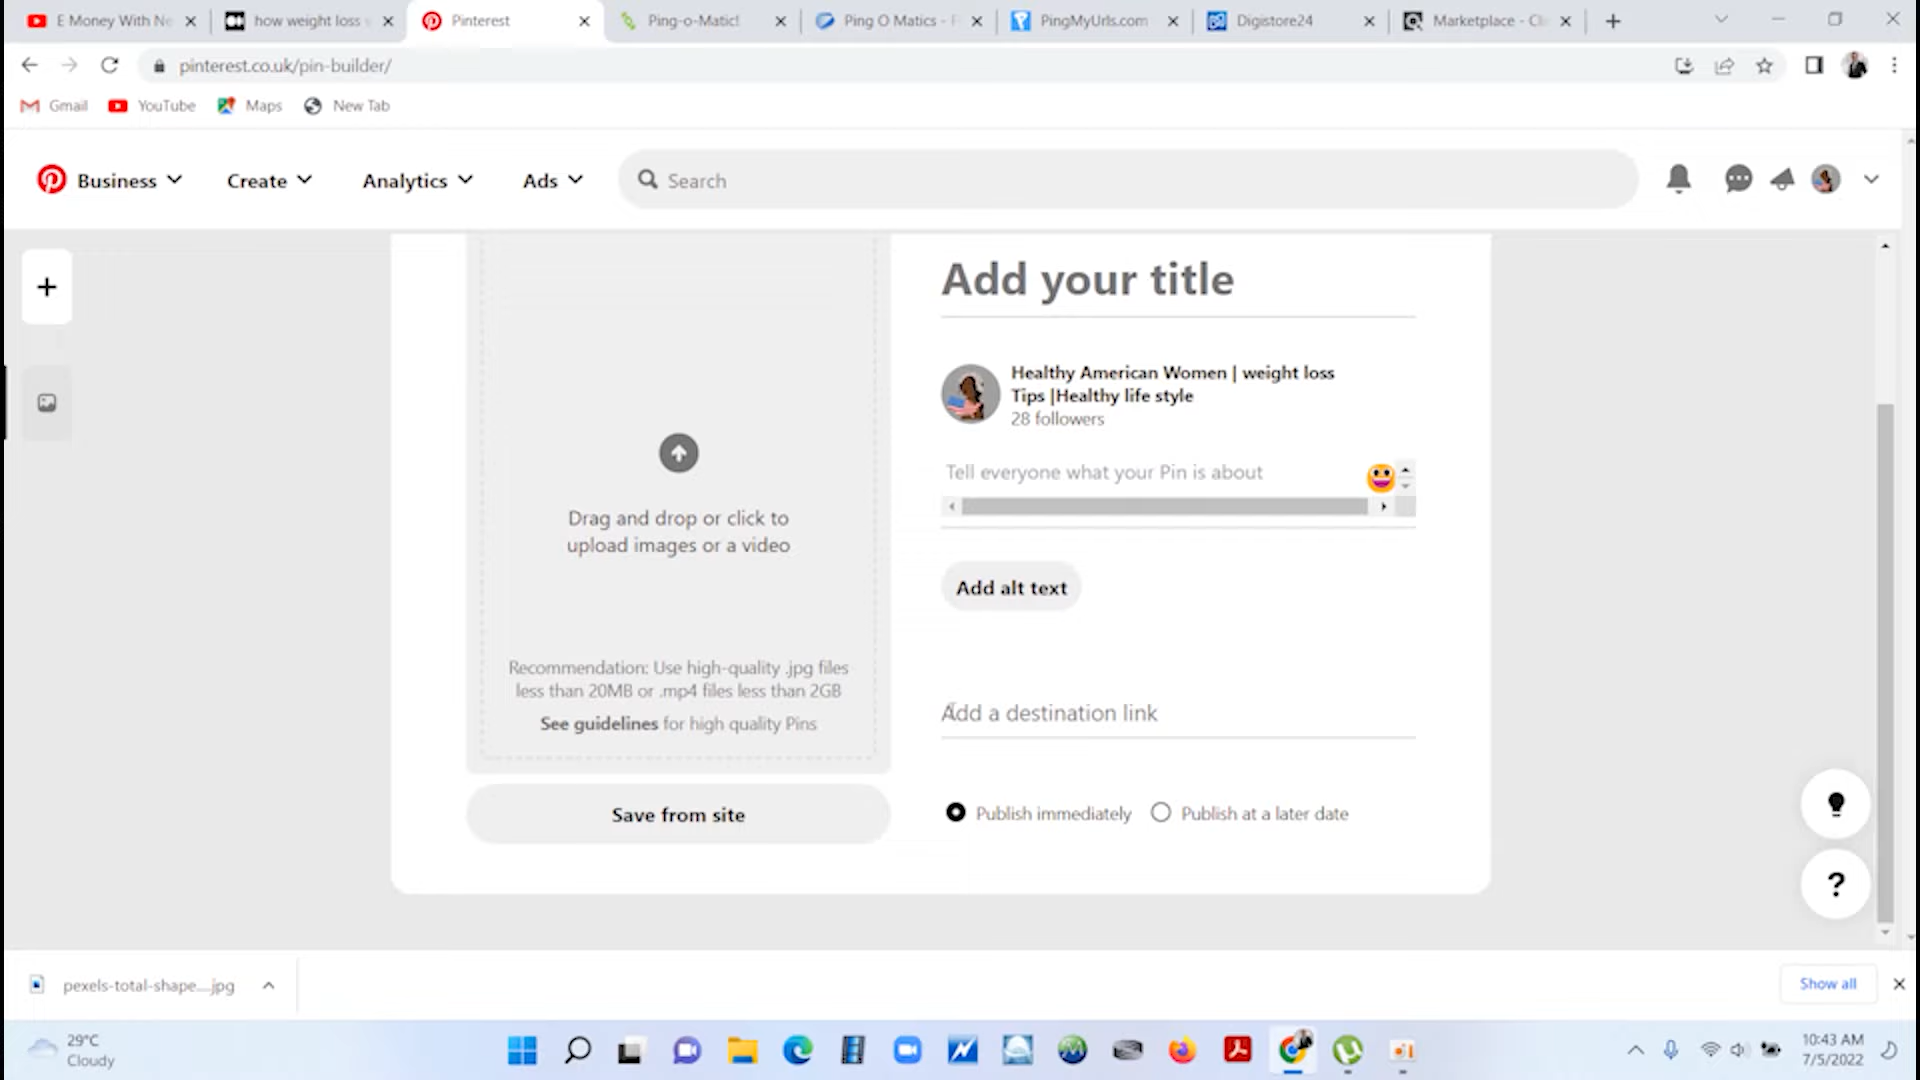 E Money With Ne
how weight loss
Pinterest
Ping-o-Matic!
Ping O Matics -
PingMyUrls.com
Digistore24
Marketplace - Cl
pinterest.co.uk/pin-builder/
Gmail
YouTube
Maps
New Tab
Business
Create
Analytics
Ads
Search
Add your title
Healthy American Women | weight loss
Tips |Healthy life style
28 followers
Tell everyone what your Pin is about
Drag and drop or click to
upload images or a video
Add alt text
Recommendation: Use high-quality .jpg files
less than 20MB or .mp4 files less than 2GB
See guidelines for high quality Pins
Add a destination link
Save from site
Publish immediately
Publish at a later date
?
pexels-total-shape....jpg
Show all
29°C
Cloudy
10:43 AM
7/5/2022